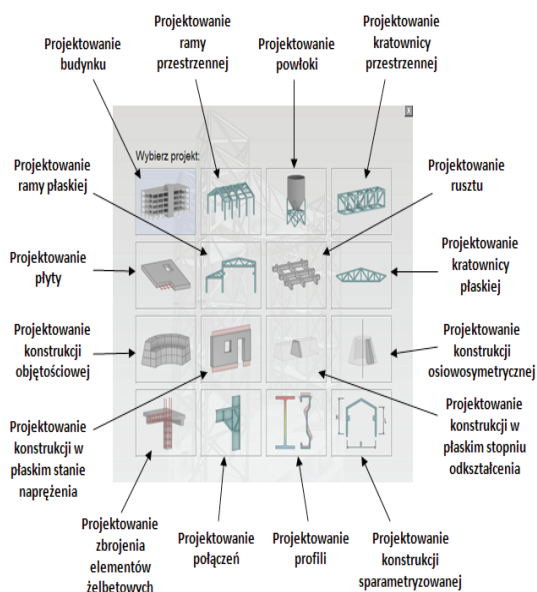 Projektowanie
budynku
Projektowanie
ramy
przestrzennej
Projektowanie
powłoki
Projektowanie
kratownicy
przestrzennej
Wybierz projekt:
Projektowanie
ramy płaskiej
Projektowanie
rusztu
Projektowanie
płyty
Projektowanie
kratownicy
płaskiej
Projektowanie
konstrukcji
objętościowej
Projektowanie
konstrukcji
osiowosymetrycznej
Projektowanie
konstrukcji w
płaskim stanie
naprężenia
Projektowanie
konstrukcji w
płaskim stopniu
odkształcenia
Projektowanie
zbrojenia
elementów
żelbetowych
Projektowanie
połączeń
Projektowanie
profili
Projektowanie
konstrukcji
sparametryzowanej